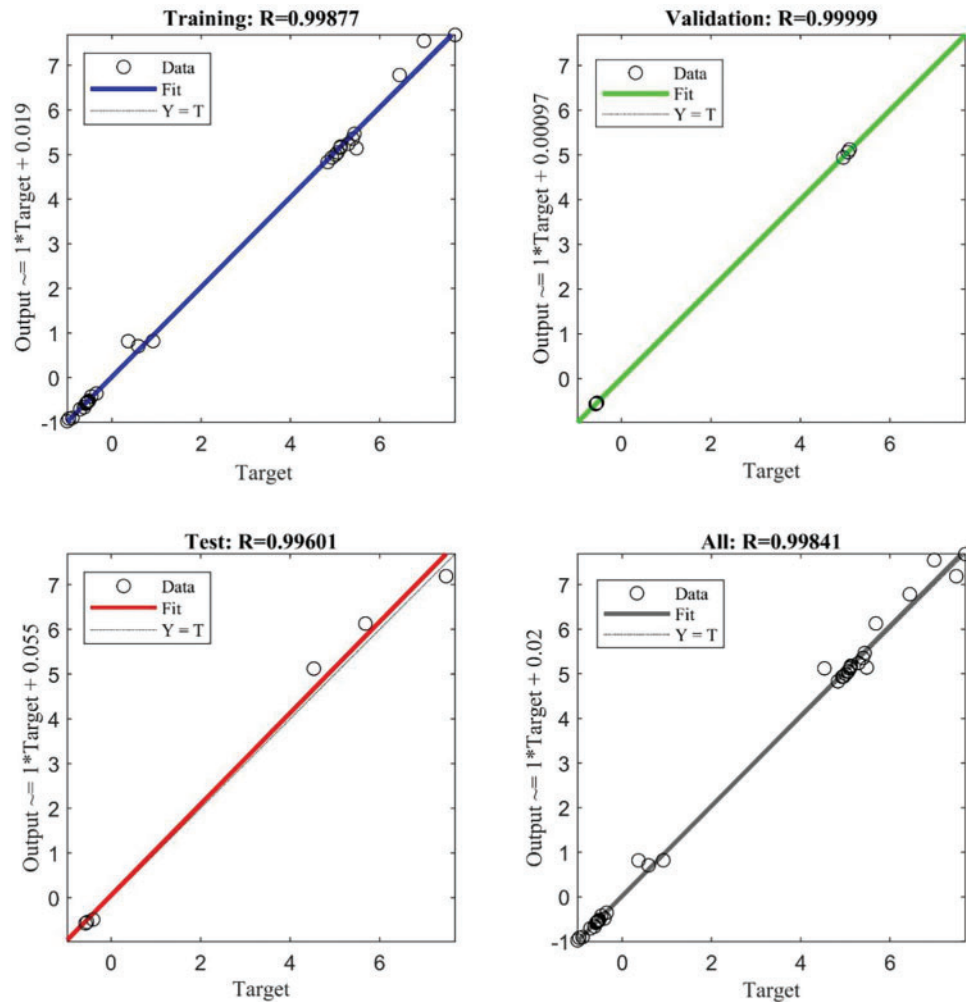 Training: R=0.99877
Output ~= 1*Target + 0.019
7
6
5
4
3
2
1
0
-1
Data
Fit
Y = T
0
2
4
6
Target
Validation: R=0.99999
Output ~= 1*Target + 0.00097
7
6
5
4
3
2
1
0
-1
Data
Fit
Y = T
0
2
4
6
Target
Test: R=0.99601
Output ~= 1*Target + 0.055
7
6
5
4
3
2
1
0
-1
Data
Fit
Y = T
0
2
4
6
Target
All: R=0.99841
Output ~= 1*Target + 0.02
7
6
5
4
3
2
1
0
-1
Data
Fit
Y = T
0
2
4
6
Target